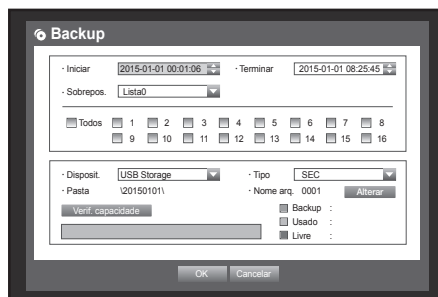 Backup
· Iniciar 2015-01-01 00:01:06 · Terminar 2015-01-01 08:25:45
· Sobrepos. Lista0
Todos 1 2 3 4 5 6 7 8
9 10 11 12 13 14 15 16
· Disposit. USB Storage · Tipo SEC
· Pasta \20150101\ · Nome arq. 0001 Alterar
Verif. capacidade Backup :
Usado :
Livre :
OK Cancelar